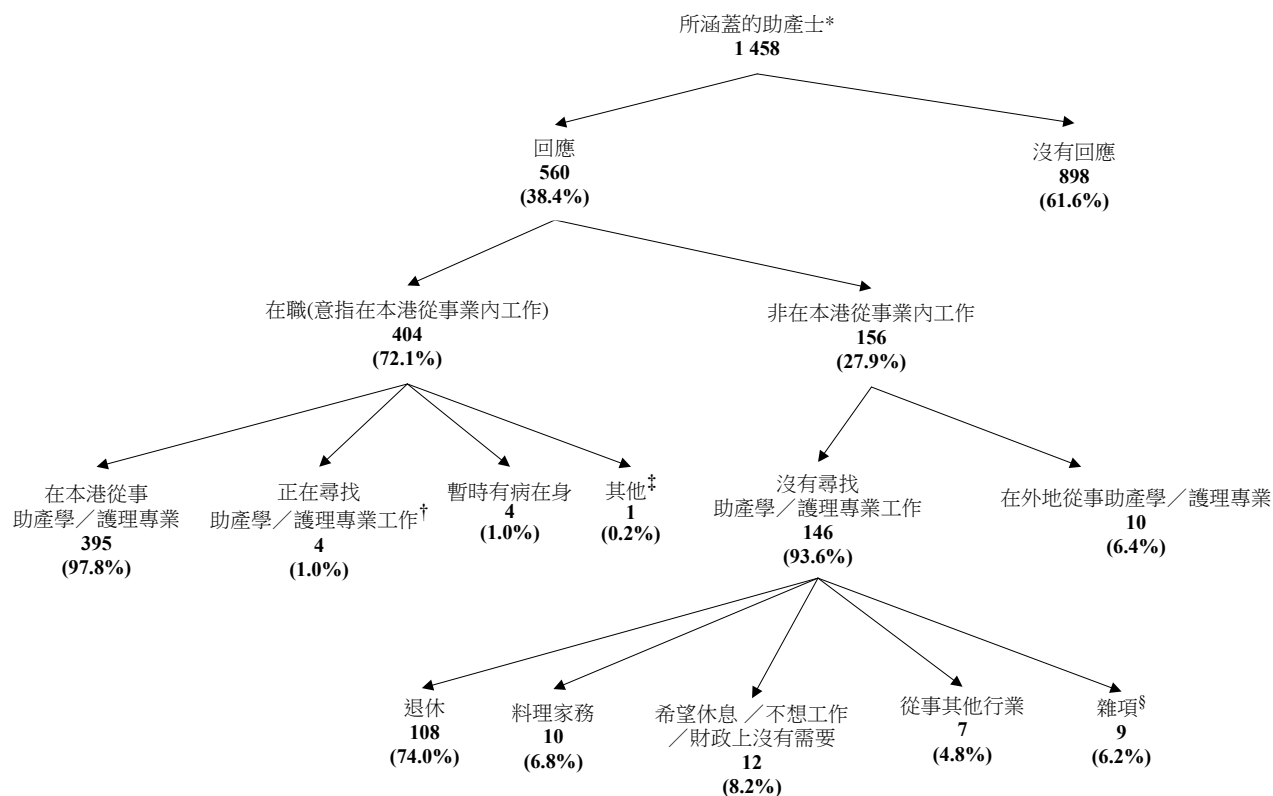 所涵蓋的助產士*
1 458
回應
560
(38.4%)
沒有回應
898
(61.6%)
在職(意指在本港從事業內工作)
404
(72.1%)
非在本港從事業內工作
156
(27.9%)
在本港從事
助產學／護理專業
395
(97.8%)
正在尋找
助產學／護理專業工作†
4
(1.0%)
暫時有病在身
4
(1.0%)
其他‡
1
(0.2%)
沒有尋找
助產學／護理專業工作
146
(93.6%)
在外地從事助產學／護理專業
10
(6.4%)
退休
108
(74.0%)
料理家務
10
(6.8%)
希望休息 ／不想工作
／財政上沒有需要
12
(8.2%)
從事其他行業
7
(4.8%)
雜項§
9
(6.2%)